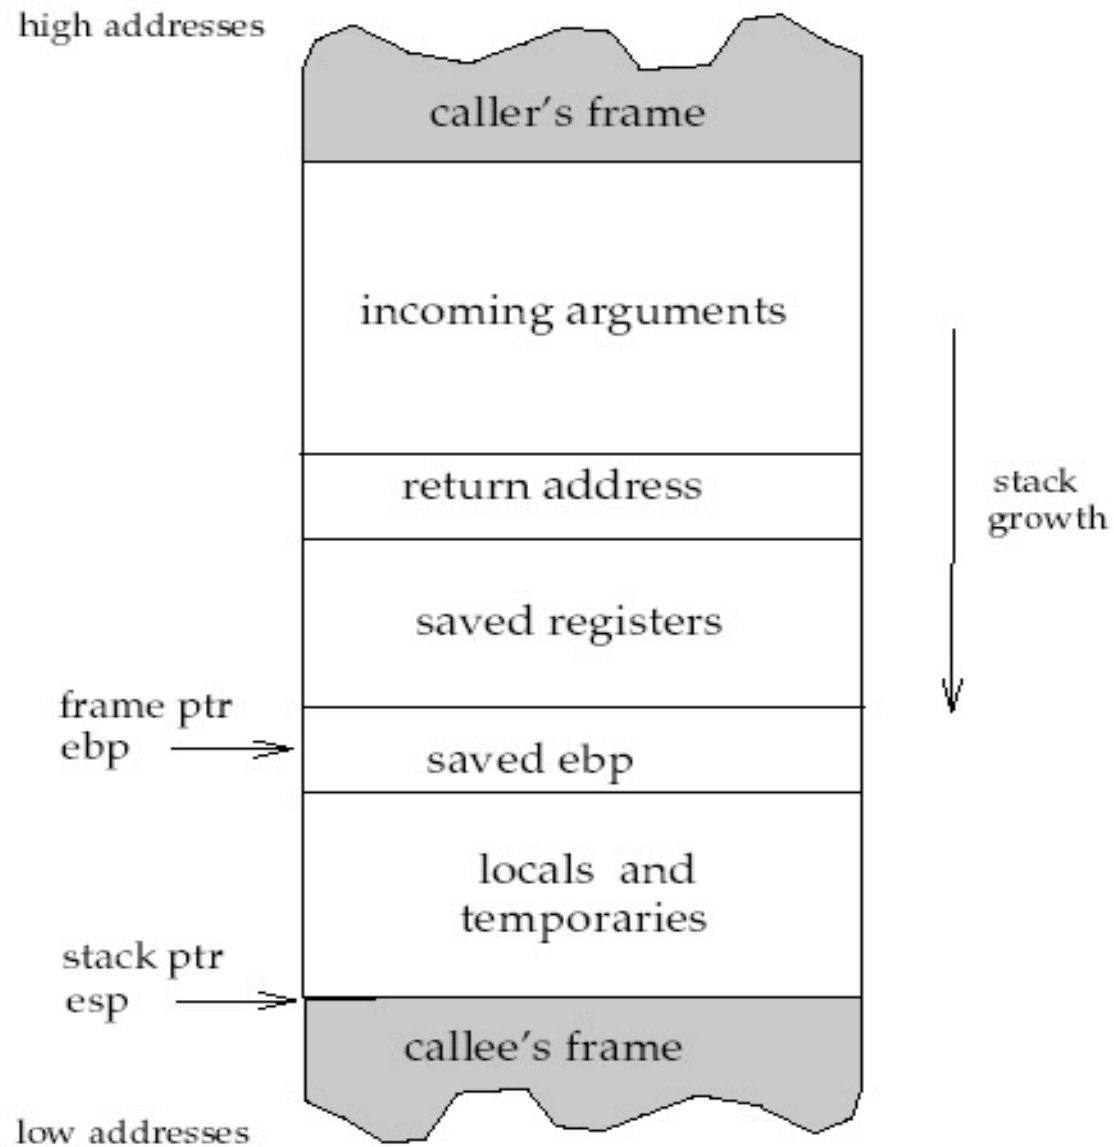 high addresses
caller's frame
incoming arguments
return address
stack
growth
saved registers
frame ptr
ebp
saved ebp
locals and
temporaries
stack ptr
esp
callee's frame
low addresses